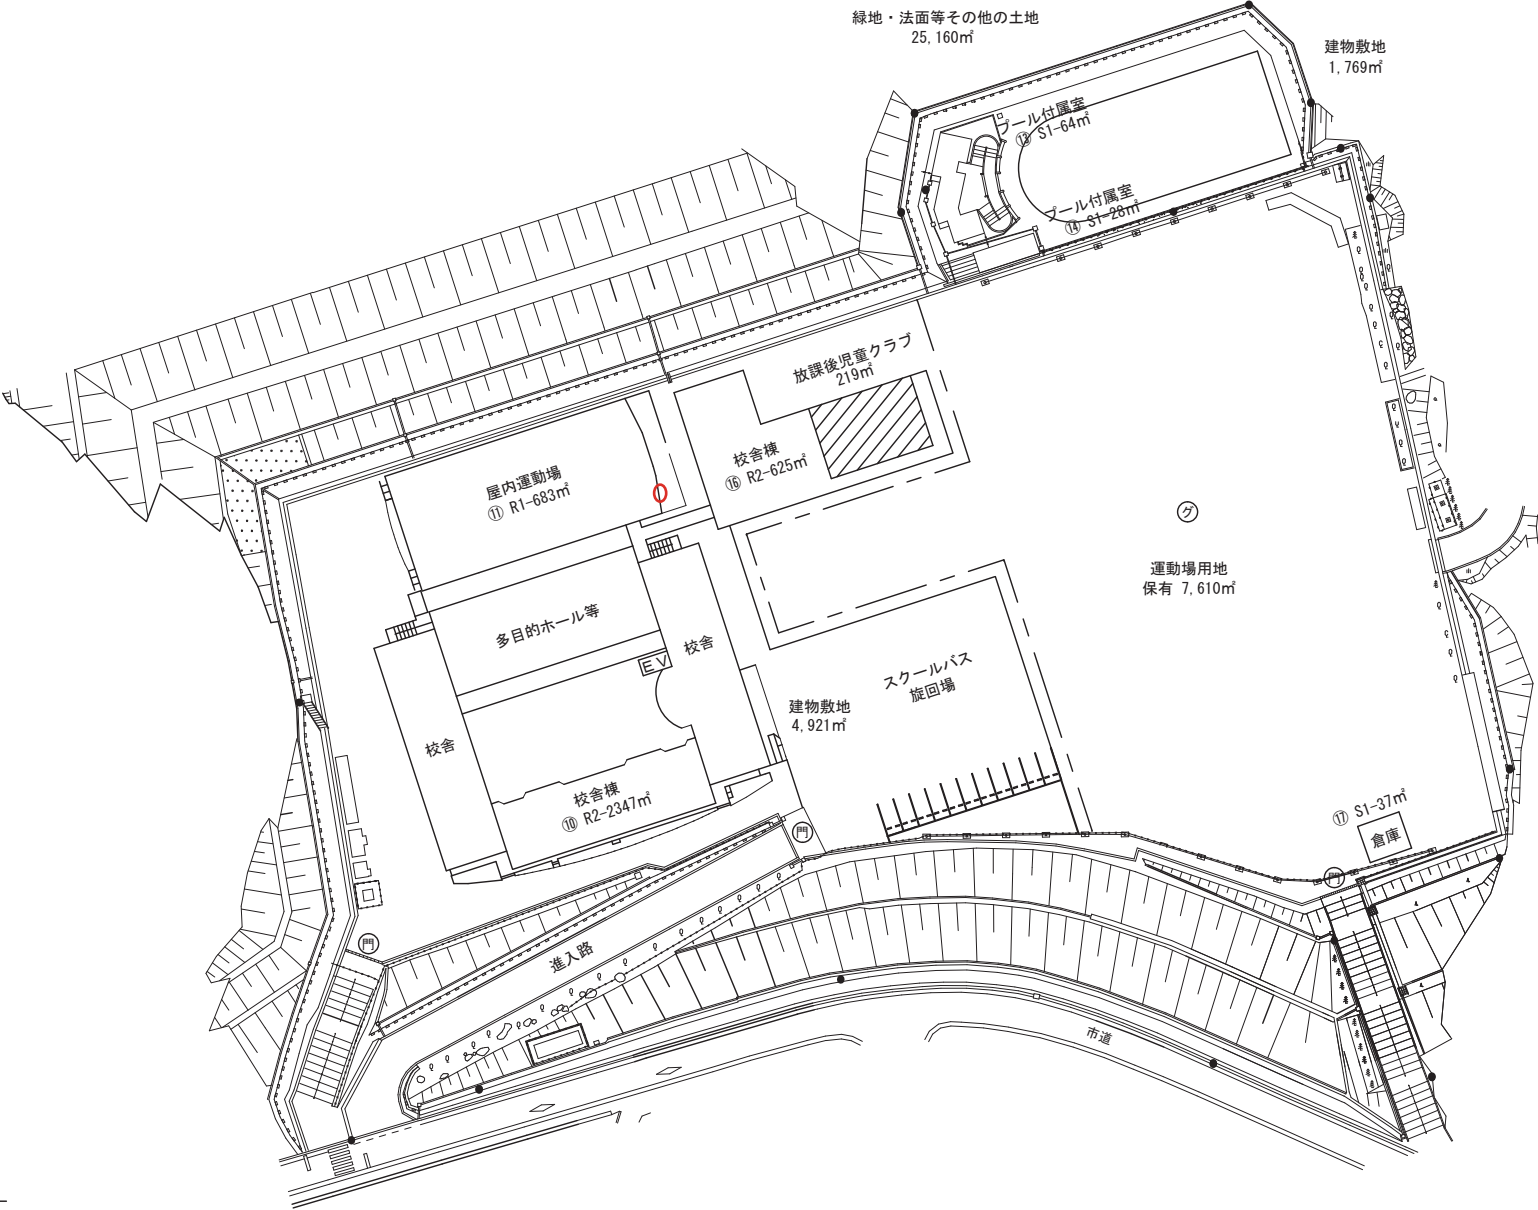 緑地・法面等その他の土地
25,160㎡
建物敷地
1,769㎡
プール付属室
⑬ S1-64㎡
プール付属室
⑭ S1-28㎡
放課後児童クラブ
219㎡
校舎棟
⑯ R2-625㎡
屋内運動場
⑪ R1-683㎡
グ
運動場用地
保有 7,610㎡
多目的ホール等
校舎
EV
スクールバス
旋回場
建物敷地
4,921㎡
校舎
校舎棟
⑩ R2-2347㎡
⑰ S1-37㎡
倉庫
門
門
門
進入路
市道